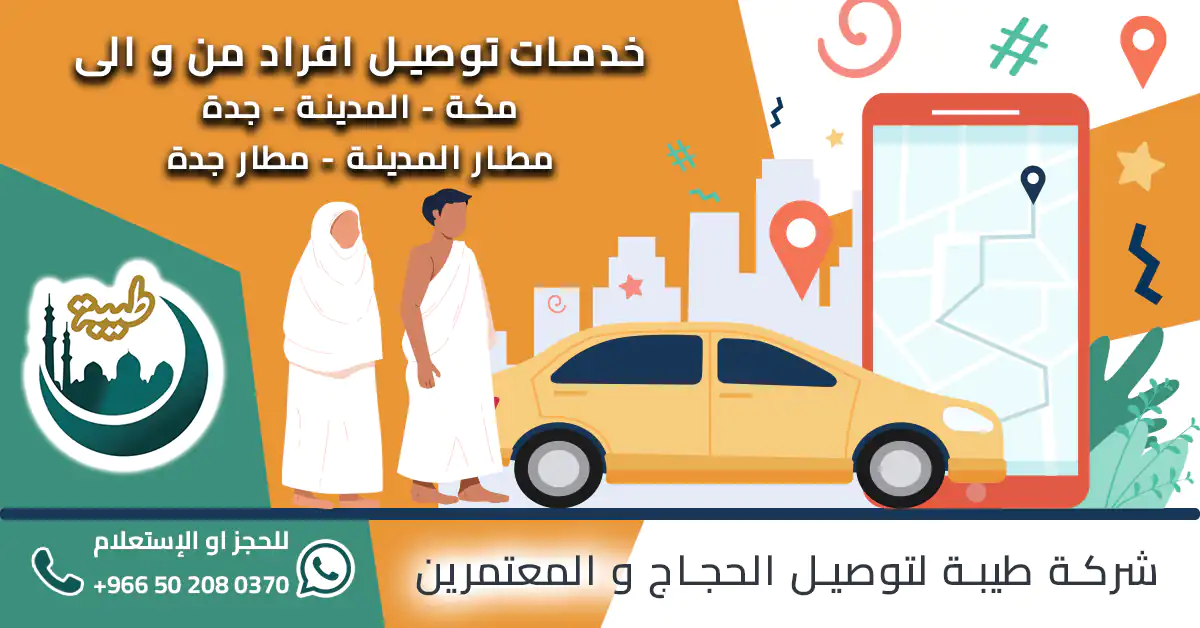 خدمات توصيل افراد من و الى
مكة - المدينة - جدة
مطار المدينة - مطار جدة
طيبة
للحجز او الإستعلام
+966 50 208 0370
شركة طيبة لتوصيل الحجاج و المعتمرين